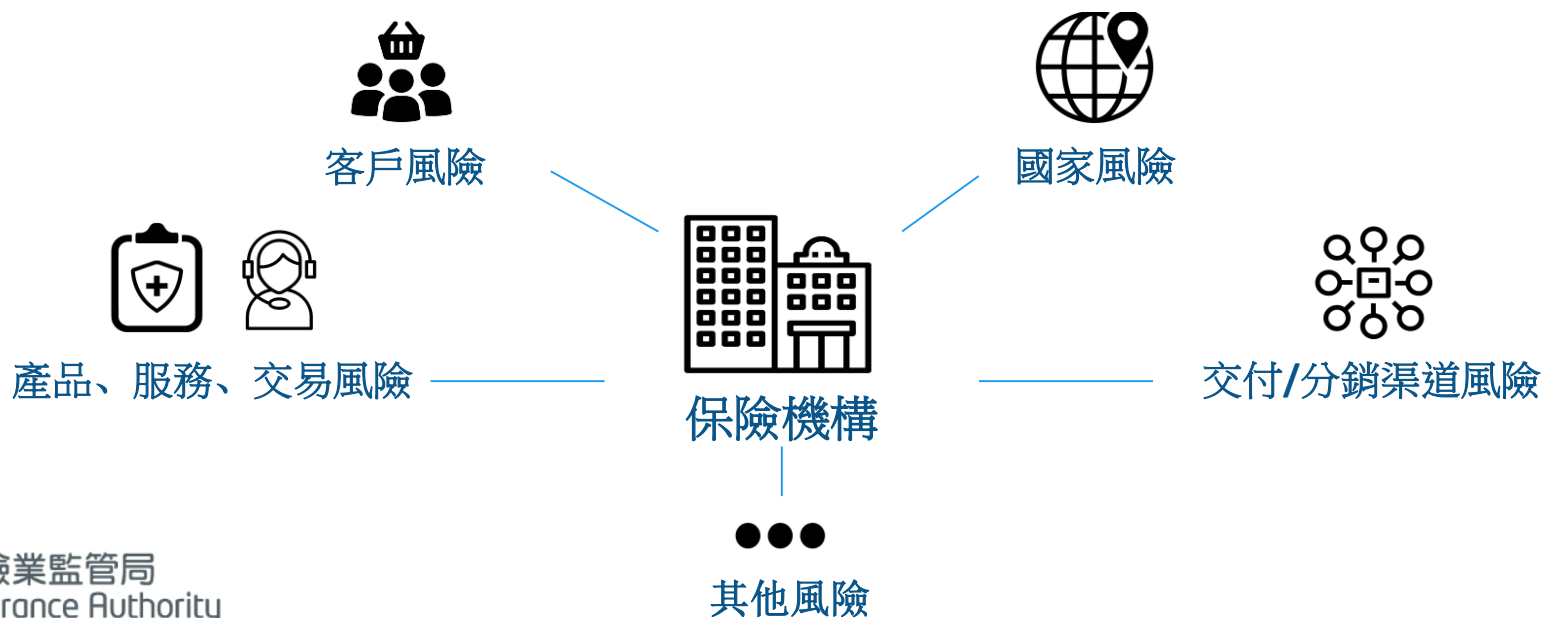 客戶風險
國家風險
產品、服務、交易風險
保險機構
交付/分銷渠道風險
其他風險
險業監管局
rance Authority